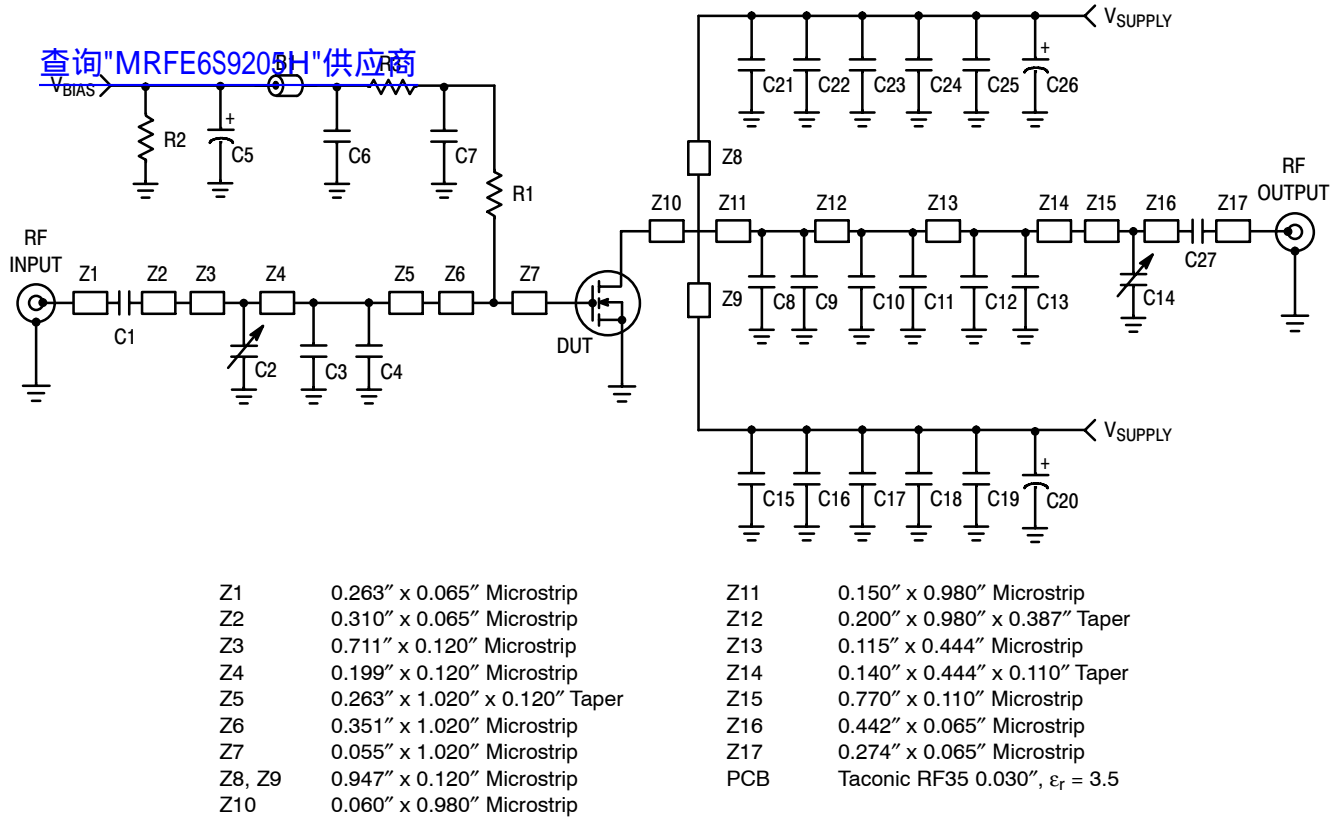 V_SUPPLY
查询"MRFE6S9205H"供应商
B1 R3
V_BIAS
C21 C22 C23 C24 C25 + C26
R2 + C5 C6 C7
Z8
R1
RF OUTPUT
Z10 Z11 Z12 Z13 Z14 Z15 Z16 Z17
RF INPUT
Z1 Z2 Z3 Z4 Z5 Z6 Z7
C27
C8 C9 C10 C11 C12 C13 C14
Z9
C1
DUT
C2 C3 C4
V_SUPPLY
C15 C16 C17 C18 C19 + C20
Z1 0.263″ x 0.065″ Microstrip
Z2 0.310″ x 0.065″ Microstrip
Z3 0.711″ x 0.120″ Microstrip
Z4 0.199″ x 0.120″ Microstrip
Z5 0.263″ x 1.020″ x 0.120″ Taper
Z6 0.351″ x 1.020″ Microstrip
Z7 0.055″ x 1.020″ Microstrip
Z8, Z9 0.947″ x 0.120″ Microstrip
Z10 0.060″ x 0.980″ Microstrip
Z11 0.150″ x 0.980″ Microstrip
Z12 0.200″ x 0.980″ x 0.387″ Taper
Z13 0.115″ x 0.444″ Microstrip
Z14 0.140″ x 0.444″ x 0.110″ Taper
Z15 0.770″ x 0.110″ Microstrip
Z16 0.442″ x 0.065″ Microstrip
Z17 0.274″ x 0.065″ Microstrip
PCB Taconic RF35 0.030″, εr = 3.5